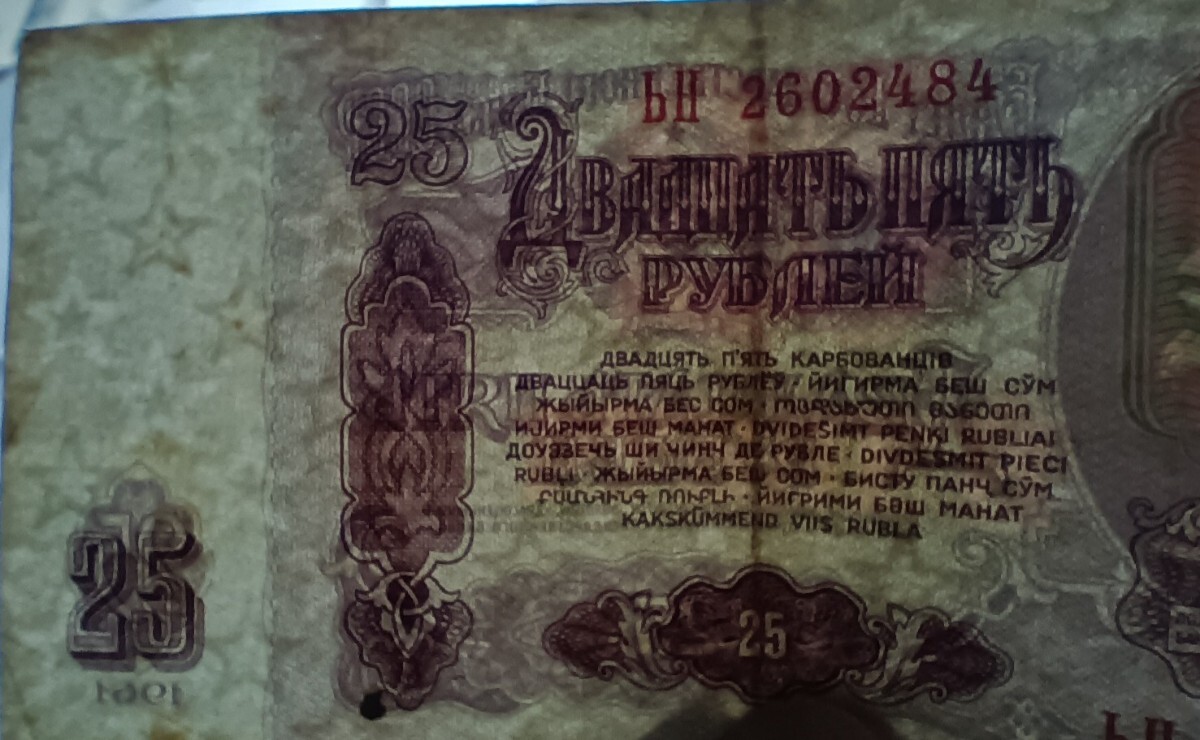 25 ЬН 2602484
ДВАДЦАТЬ ПЯТЬ
РУБЛЕЙ
ДВАДЦЯТЬ П'ЯТЬ КАРБОВАНЦІВ
ДВАЦЦАЦЬ ПЯЦЬ РУБЛЁЎ · ЙИГИРМА БЕШ СЎМ
ЖЫЙЫРМА БЕС СОМ · ოცდახუთი მანეთი
ИЈИРМИ БЕШ МАНАТ · DVIDEŠIMT PENKI RUBLIAI
ДОУЭЗЕЧЬ ШИ ЧИНЧ ДЕ РУБЛЕ · DIVDESMIT PIECI
RUBĻI · ЖЫЙЫРМА БЕШ СОМ · БИСТУ ПАНҶ СӮМ
ՔՍԱՆՀԻՆԳ ՌՈՒԲԼԻ · ЙИГРИМИ БӘШ МАНАТ
KAKSKÜMMEND VIIS RUBLA
25
25
1961